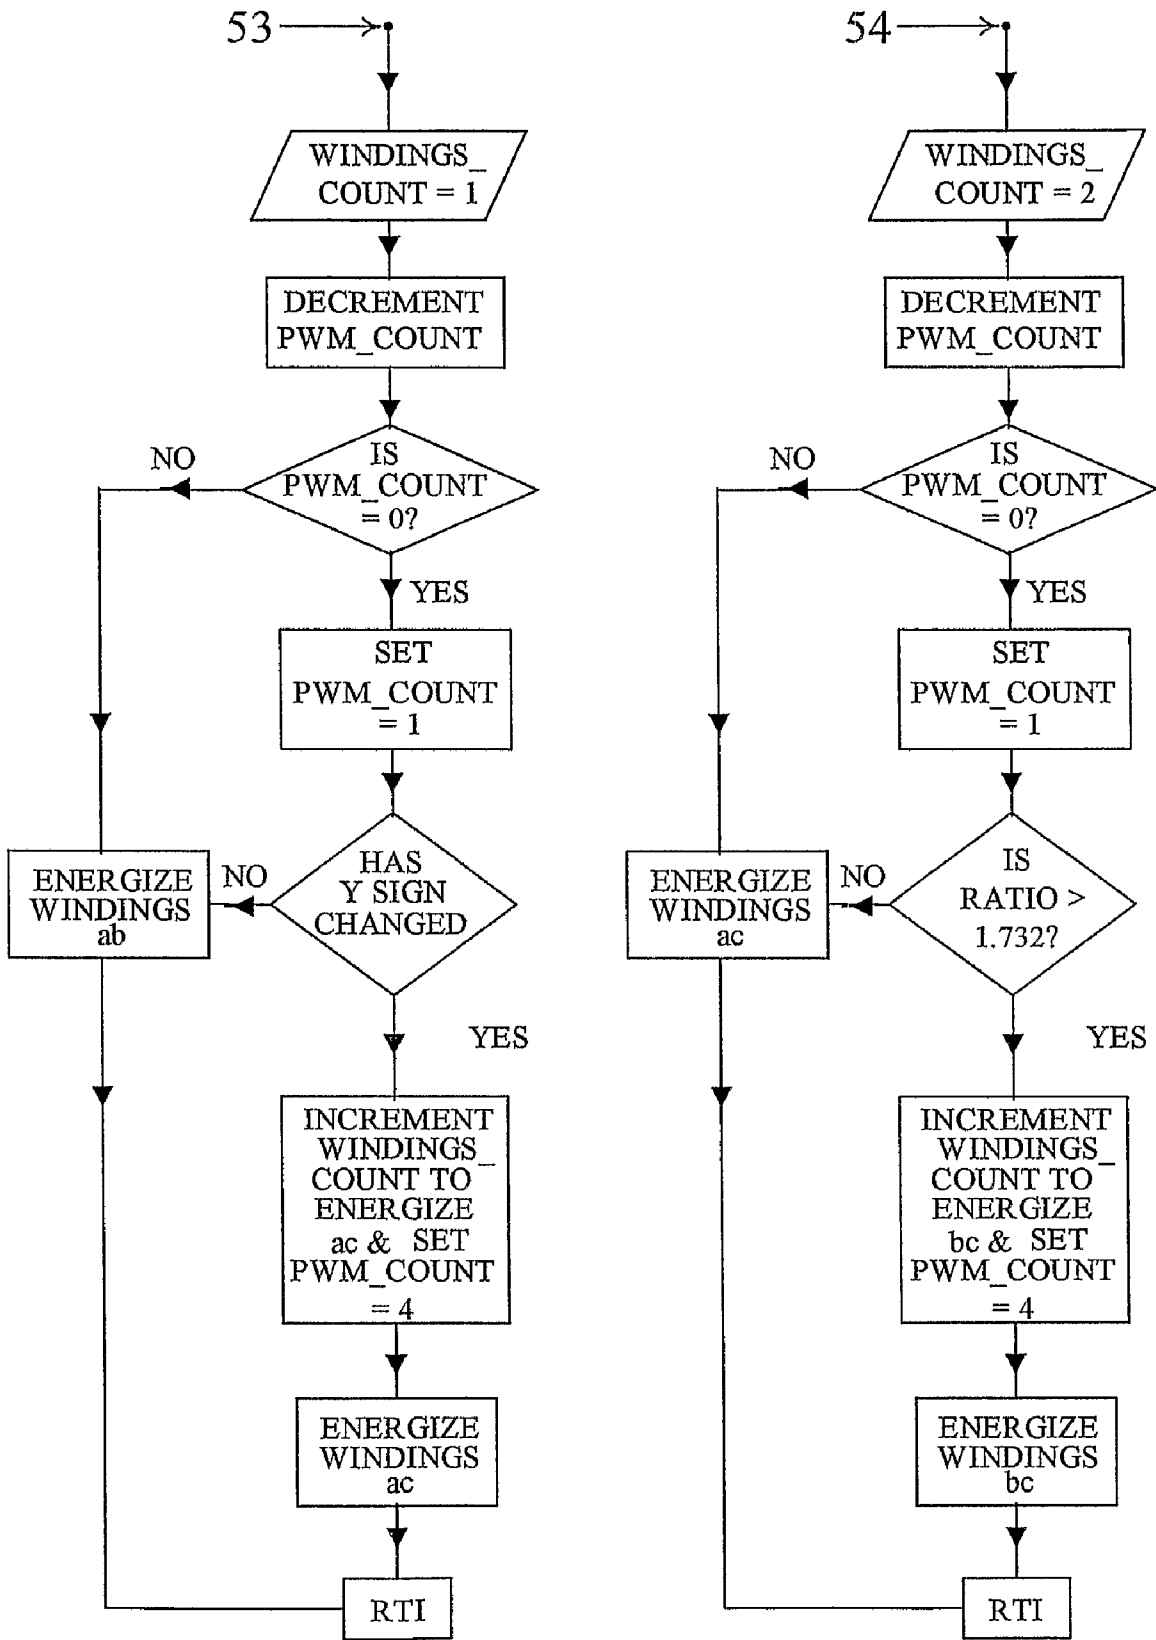 53
WINDINGS_
COUNT = 1
DECREMENT
PWM_COUNT
IS
PWM_COUNT
= 0?
NO
YES
SET
PWM_COUNT
= 1
HAS
Y SIGN
CHANGED
NO
ENERGIZE
WINDINGS
ab
YES
INCREMENT
WINDINGS_
COUNT TO
ENERGIZE
ac & SET
PWM_COUNT
= 4
ENERGIZE
WINDINGS
ac
RTI
54
WINDINGS_
COUNT = 2
DECREMENT
PWM_COUNT
IS
PWM_COUNT
= 0?
NO
YES
SET
PWM_COUNT
= 1
IS
RATIO >
1.732?
NO
ENERGIZE
WINDINGS
ac
YES
INCREMENT
WINDINGS_
COUNT TO
ENERGIZE
bc & SET
PWM_COUNT
= 4
ENERGIZE
WINDINGS
bc
RTI